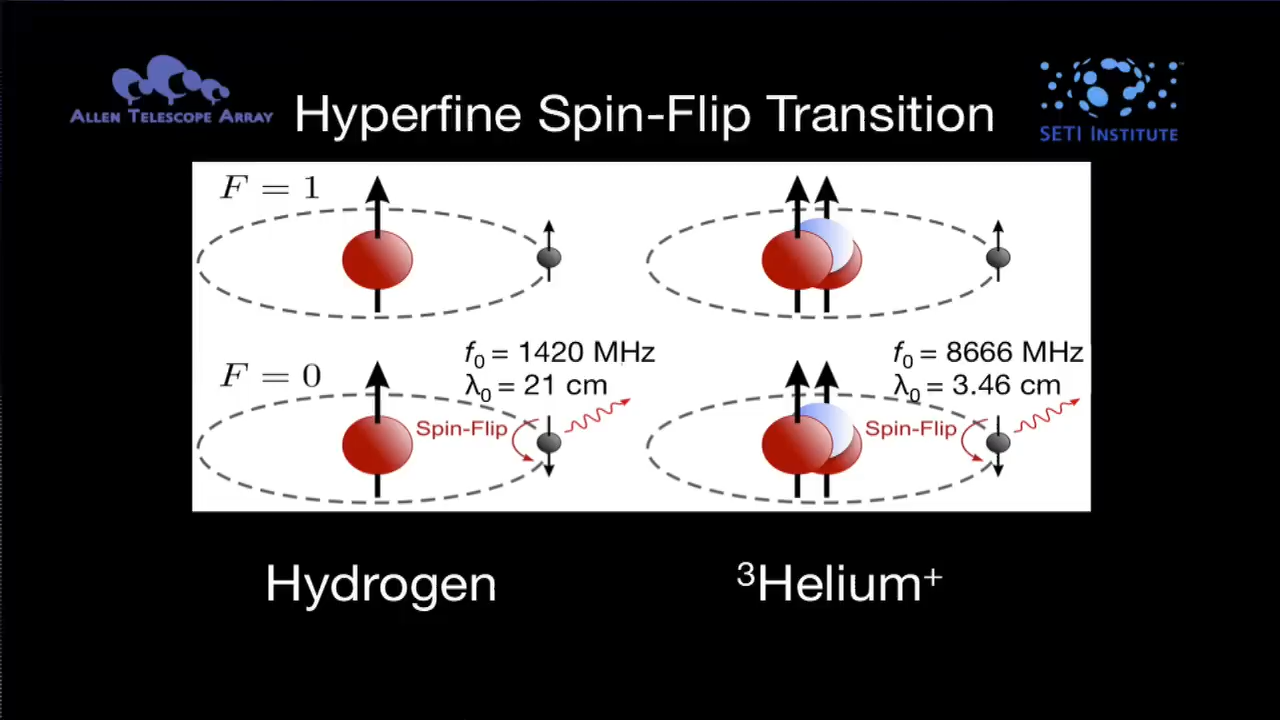 ALLEN TELESCOPE ARRAY
Hyperfine Spin-Flip Transition
SETI INSTITUTE
F = 1
F = 0
f₀ = 1420 MHz
λ₀ = 21 cm
Spin-Flip
f₀ = 8666 MHz
λ₀ = 3.46 cm
Spin-Flip
Hydrogen
³Helium⁺